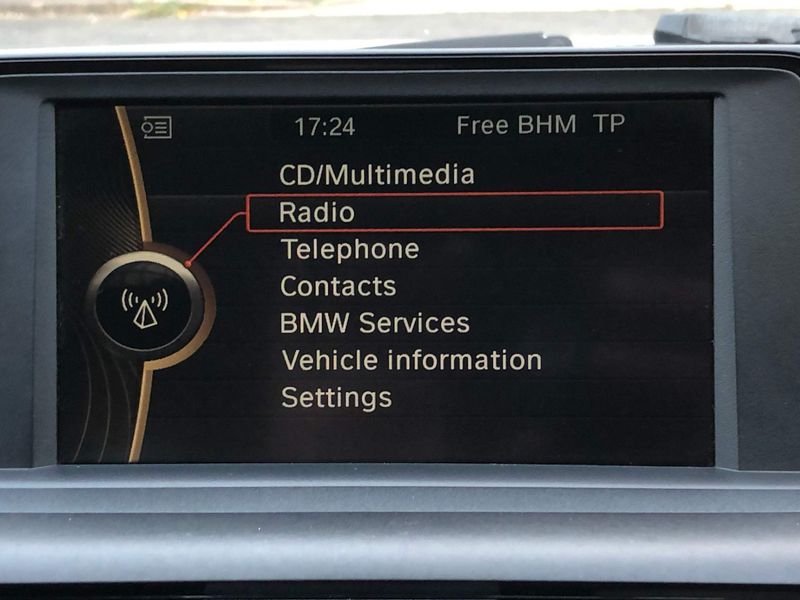 17:24 Free BHM TP
CD/Multimedia
Radio
Telephone
Contacts
BMW Services
Vehicle information
Settings